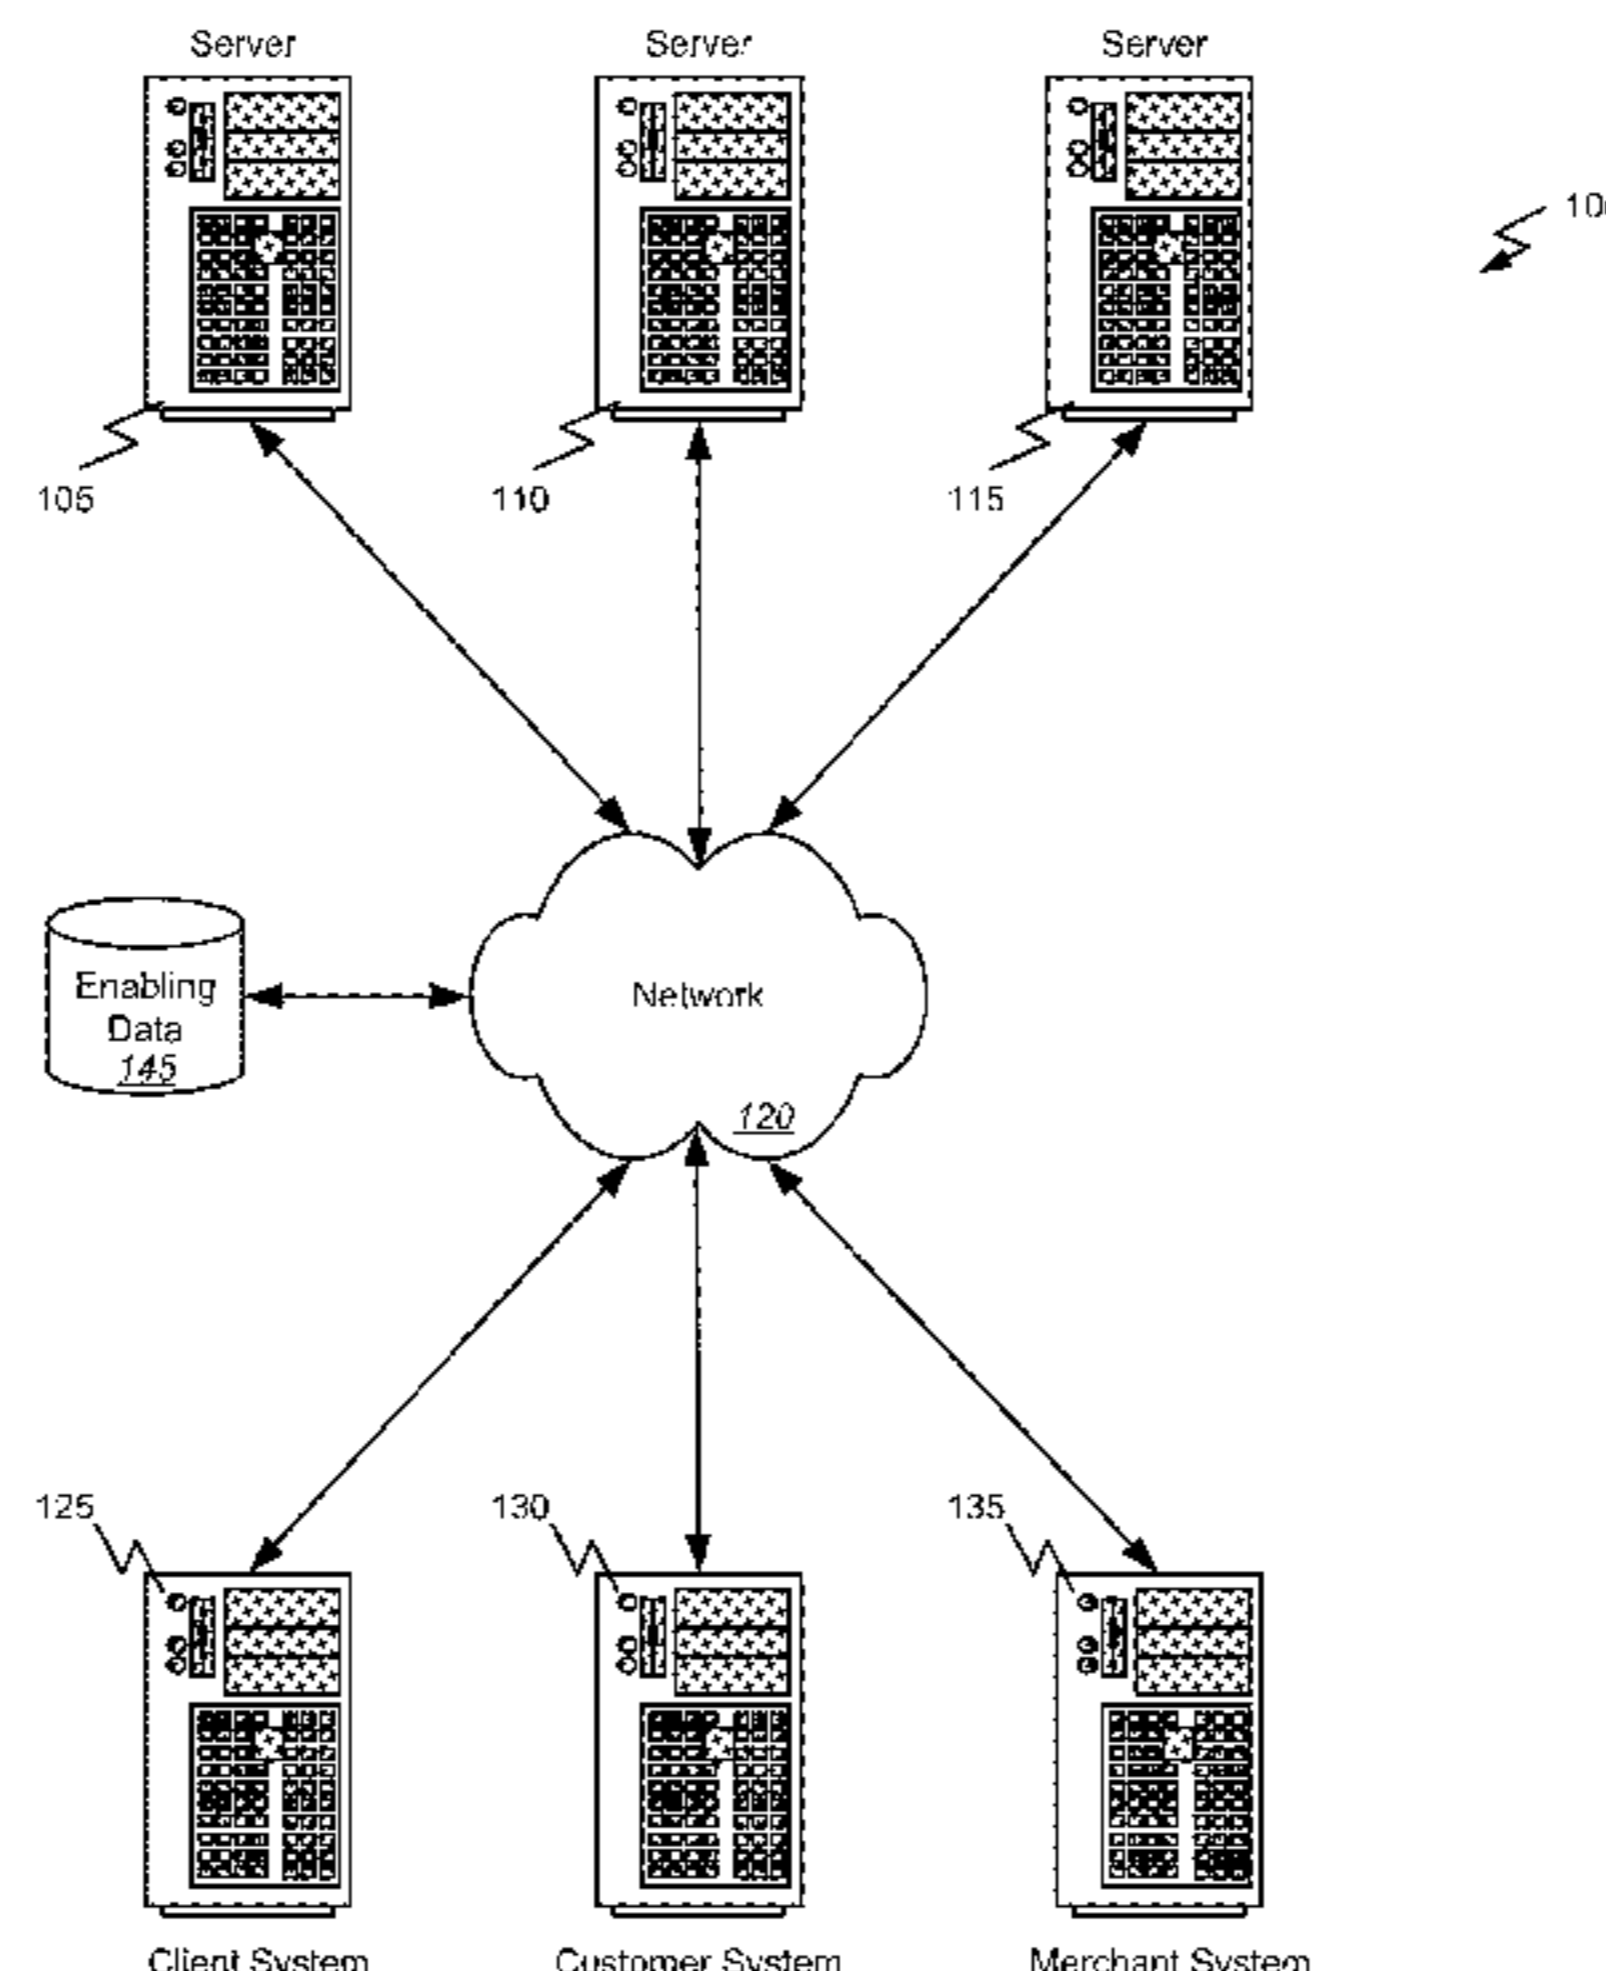 Server
Server
Server
105
110
115
Enabling
Data
145
Network
120
125
130
135
Client System
Customer System
Merchant System